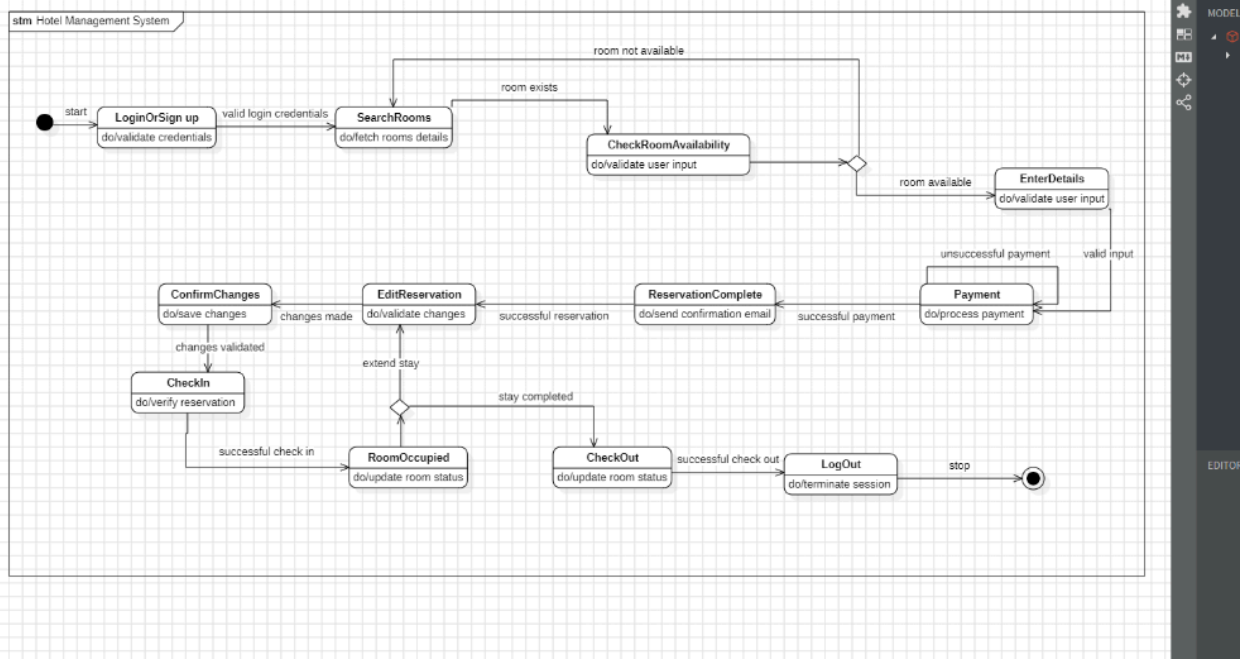 stm Hotel Management System
MODEL
room not available
room exists
start
LoginOrSign up
do/validate credentials
valid login credentials
SearchRooms
do/fetch rooms details
CheckRoomAvailability
do/validate user input
room available
EnterDetails
do/validate user input
unsuccessful payment
valid input
ConfirmChanges
do/save changes
changes made
EditReservation
do/validate changes
successful reservation
ReservationComplete
do/send confirmation email
successful payment
Payment
do/process payment
changes validated
extend stay
CheckIn
do/verify reservation
stay completed
successful check in
RoomOccupied
do/update room status
CheckOut
do/update room status
successful check out
LogOut
do/terminate session
stop
EDITOR